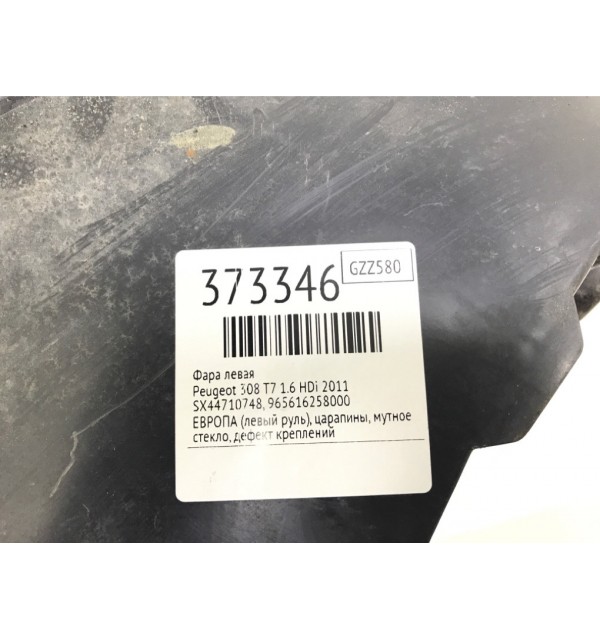 373346
GZZ580
Фара левая
Peugeot 308 T7 1.6 HDi 2011
SX44710748, 965616258000
ЕВРОПА (левый руль), царапины, мутное
стекло, дефект креплений